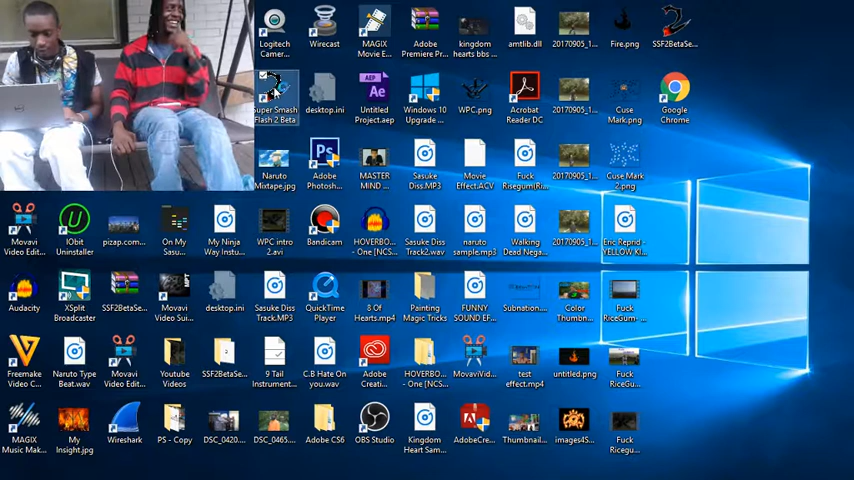 Logitech
Camer...
Wirecast
MAGIX
Movie E...
Adobe
Premiere Pr...
kingdom
hearts bbs ...
amtlib.dll
20170905_1...
Fire.png
SSF2BetaSe...
Super Smash
Flash 2 Beta
desktop.ini
Untitled
Project.aep
Windows 10
Upgrade ...
WPC.png
Acrobat
Reader DC
20170905_1...
Cuse
Mark.png
Google
Chrome
Naruto
Mixtape.jpg
Adobe
Photosh...
MASTER
MIND ...
Sasuke
Diss.MP3
Movie
Effect.ACV
Fuck
Risegum(Ri...
20170905_1...
Cuse Mark
2.png
Movavi
Video Edit...
IObit
Uninstaller
pizap.com...
On My
Sasu...
My Ninja
Way Instu...
WPC intro
2.avi
Bandicam
HOVERBO...
- One [NCS...
Sasuke Diss
Track2.wav
naruto
sample.mp3
Walking
Dead Nega...
20170905_1...
Eric Reprid -
YELLOW KI...
Audacity
XSplit
Broadcaster
SSF2BetaSe...
Movavi
Video Sui...
desktop.ini
Sasuke Diss
Track.MP3
QuickTime
Player
8 Of
Hearts.mp4
Painting
Magic Tricks
FUNNY
SOUND EF...
Subnation....
Color
Thumbn...
Fuck
RiceGum-...
Freemake
Video C...
Naruto Type
Beat.wav
Movavi
Video Edit...
Youtube
Videos
SSF2BetaSe...
9 Tail
Instrument...
C.B Hate On
you.wav
Adobe
Creati...
HOVERBO...
- One [NCS...
MovaviVid...
test
effect.mp4
untitled.png
Fuck
RiceGu...
MAGIX
Music Mak...
My
Insight.jpg
Wireshark
PS - Copy
DSC_0420....
DSC_0465....
Adobe CS6
OBS Studio
Kingdom
Heart Sam...
AdobeCre...
Thumbnail...
images4S...
Fuck
Ricegu...